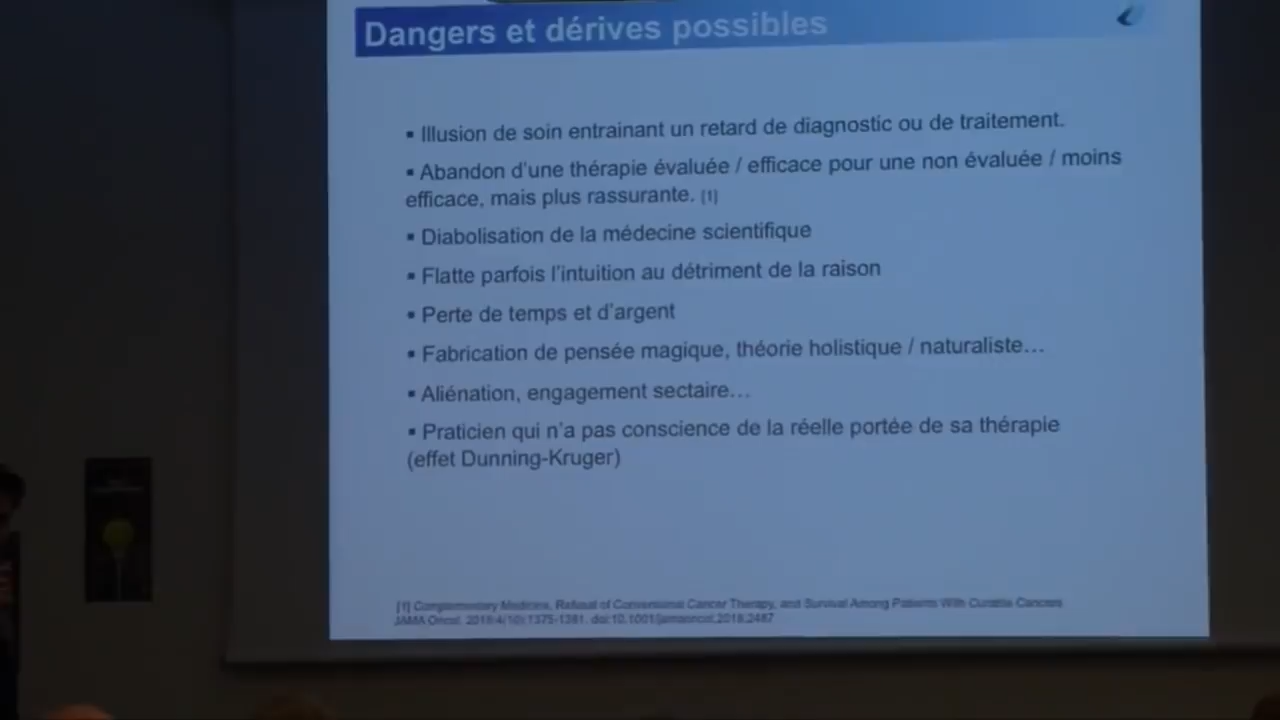 Dangers et dérives possibles
▪ Illusion de soin entrainant un retard de diagnostic ou de traitement.
▪ Abandon d'une thérapie évaluée / efficace pour une non évaluée / moins
efficace, mais plus rassurante. [1]
▪ Diabolisation de la médecine scientifique
▪ Flatte parfois l'intuition au détriment de la raison
▪ Perte de temps et d'argent
▪ Fabrication de pensée magique, théorie holistique / naturaliste…
▪ Aliénation, engagement sectaire…
▪ Praticien qui n'a pas conscience de la réelle portée de sa thérapie
(effet Dunning-Kruger)
[1] Complementary Medicine, Refusal of Conventional Cancer Therapy, and Survival Among Patients With Curable Cancers
JAMA Oncol. 2018;4(10):1375-1381. doi:10.1001/jamaoncol.2018.2487